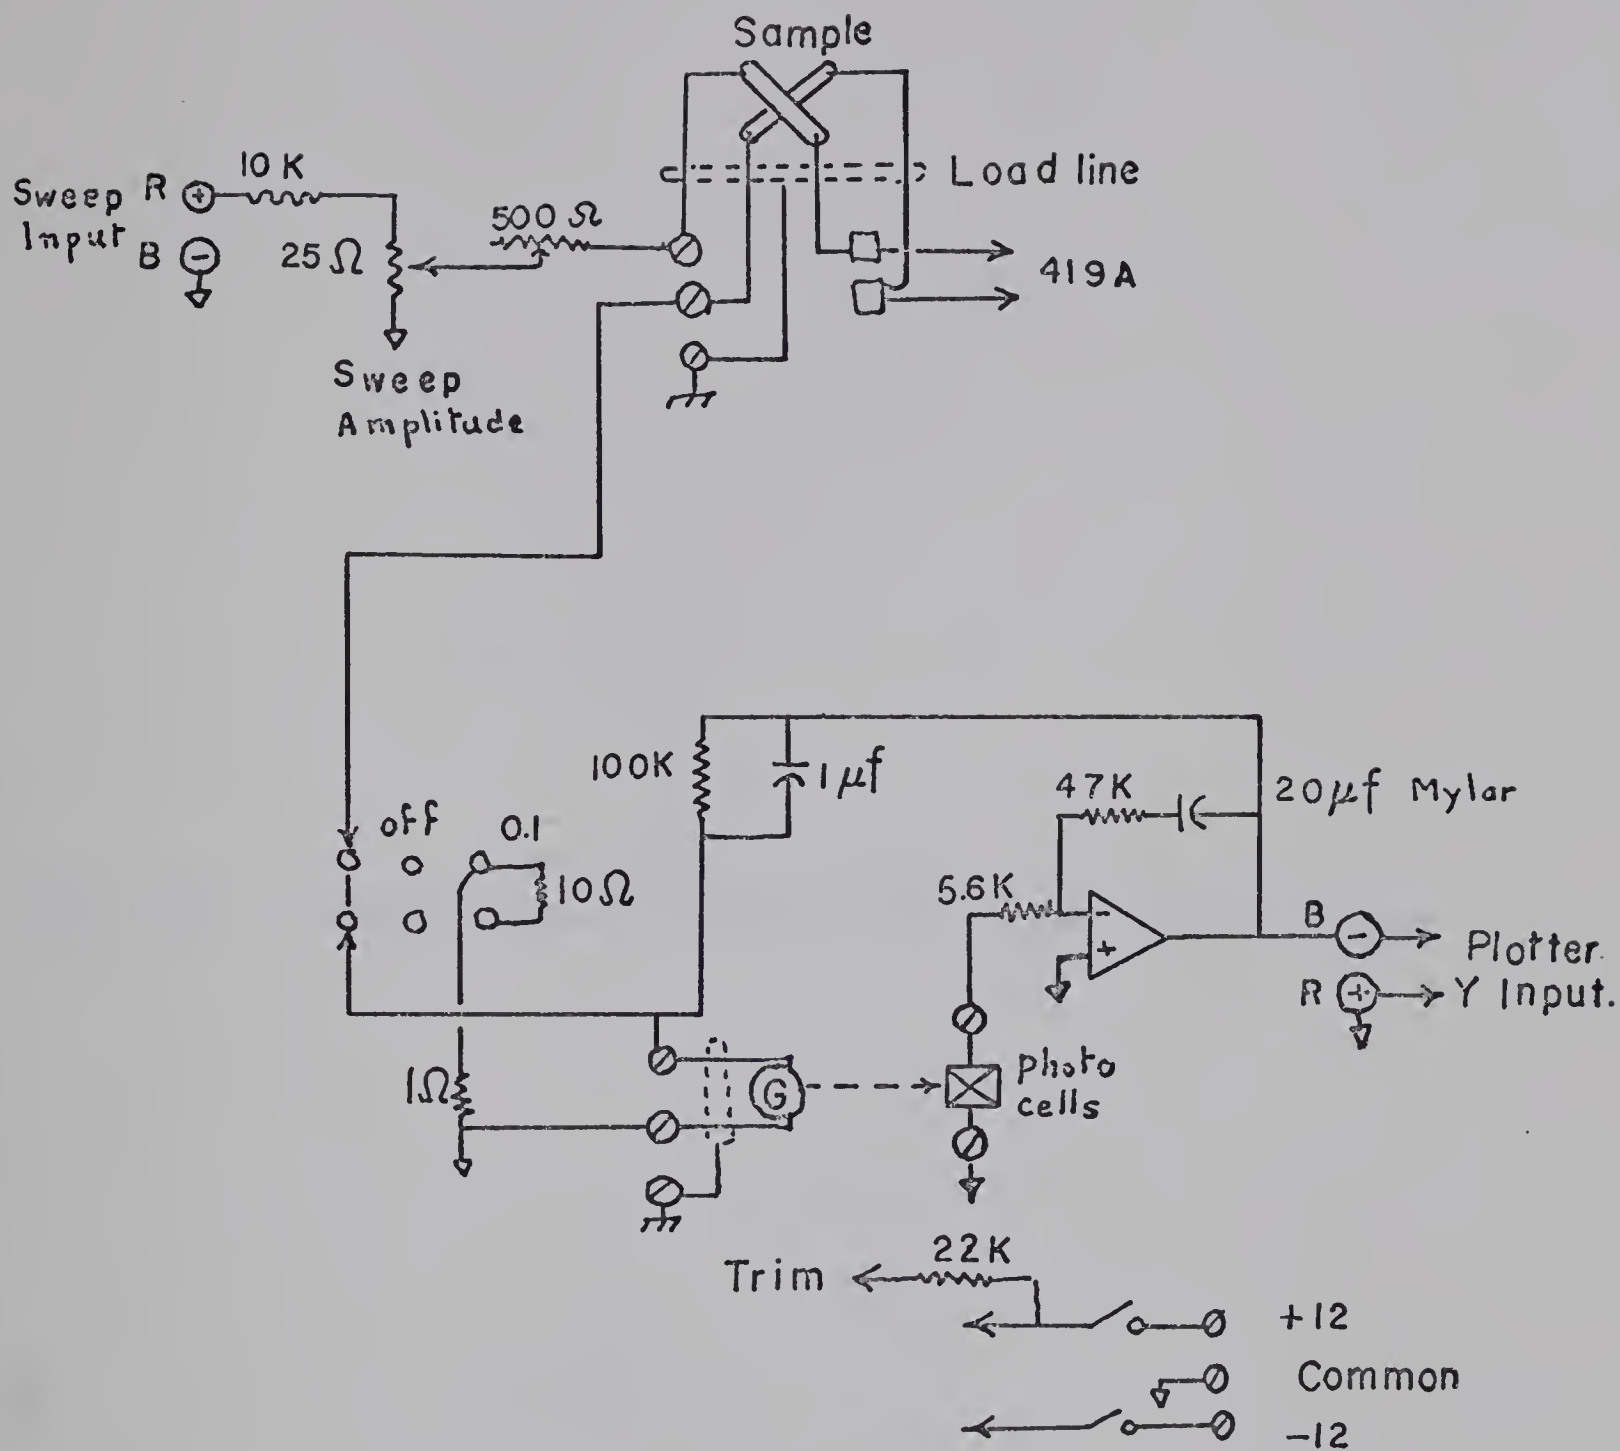 Sample
10 K
Sweep R +
Input B -
500 Ω
Load line
25 Ω
419A
Sweep
Amplitude
100K
1 µf
47K
20µf Mylar
off
0.1
10Ω
5.6K
-
+
B -
Plotter.
R +
Y Input.
1Ω
G
photo
cells
22K
Trim
+12
Common
-12